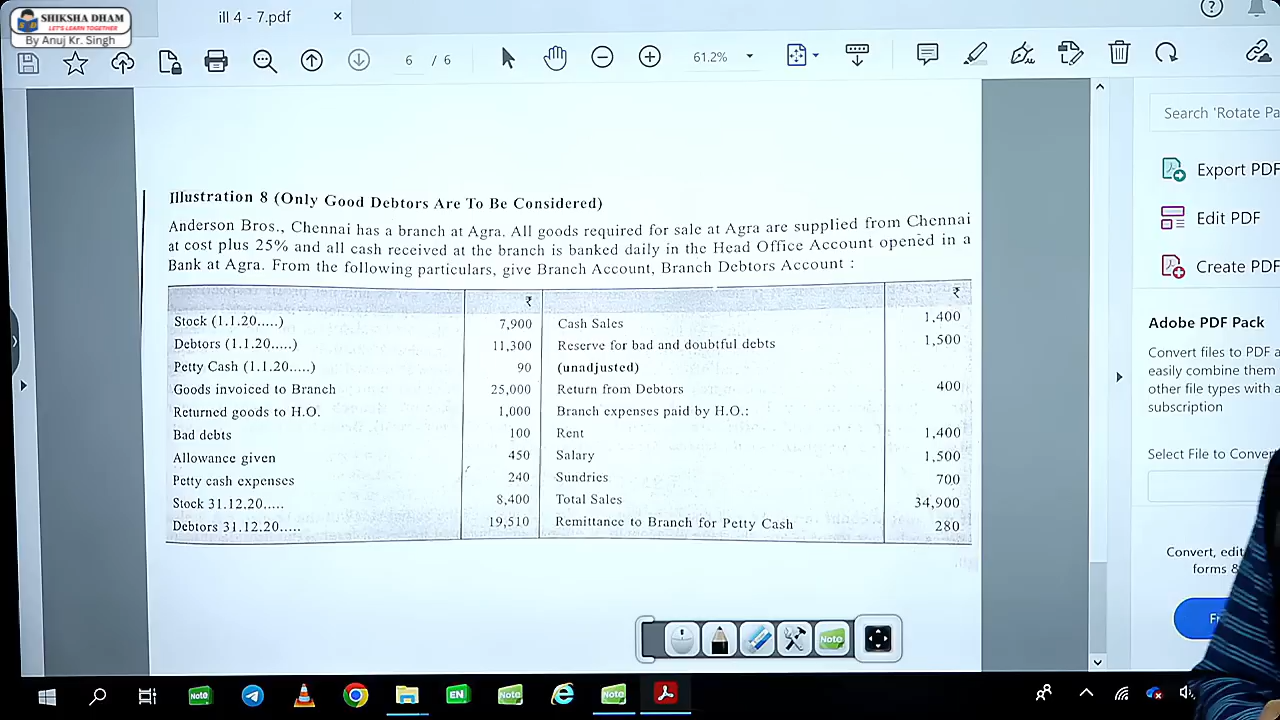 SHIKSHA DHAM
LET'S LEARN TOGETHER
By Anuj Kr. Singh
ill 4 - 7.pdf
×
6 / 6
61.2%
Search 'Rotate Pa
Export PDF
Edit PDF
Create PDF
Adobe PDF Pack
Convert files to PDF a
easily combine them
other file types with a
subscription
Select File to Conver
Convert, edit
forms &
Fr
Illustration 8 (Only Good Debtors Are To Be Considered)
Anderson Bros., Chennai has a branch at Agra. All goods required for sale at Agra are supplied from Chennai
at cost plus 25% and all cash received at the branch is banked daily in the Head Office Account opened in a
Bank at Agra. From the following particulars, give Branch Account, Branch Debtors Account :
₹ ₹
Stock (1.1.20.....) 7,900 Cash Sales 1,400
Debtors (1.1.20.....) 11,300 Reserve for bad and doubtful debts 1,500
Petty Cash (1.1.20.....) 90 (unadjusted)
Goods invoiced to Branch 25,000 Return from Debtors 400
Returned goods to H.O. 1,000 Branch expenses paid by H.O.:
Bad debts 100 Rent 1,400
Allowance given 450 Salary 1,500
Petty cash expenses 240 Sundries 700
Stock 31.12.20..... 8,400 Total Sales 34,900
Debtors 31.12.20..... 19,510 Remittance to Branch for Petty Cash 280
Note
Note
EN
Note
Note